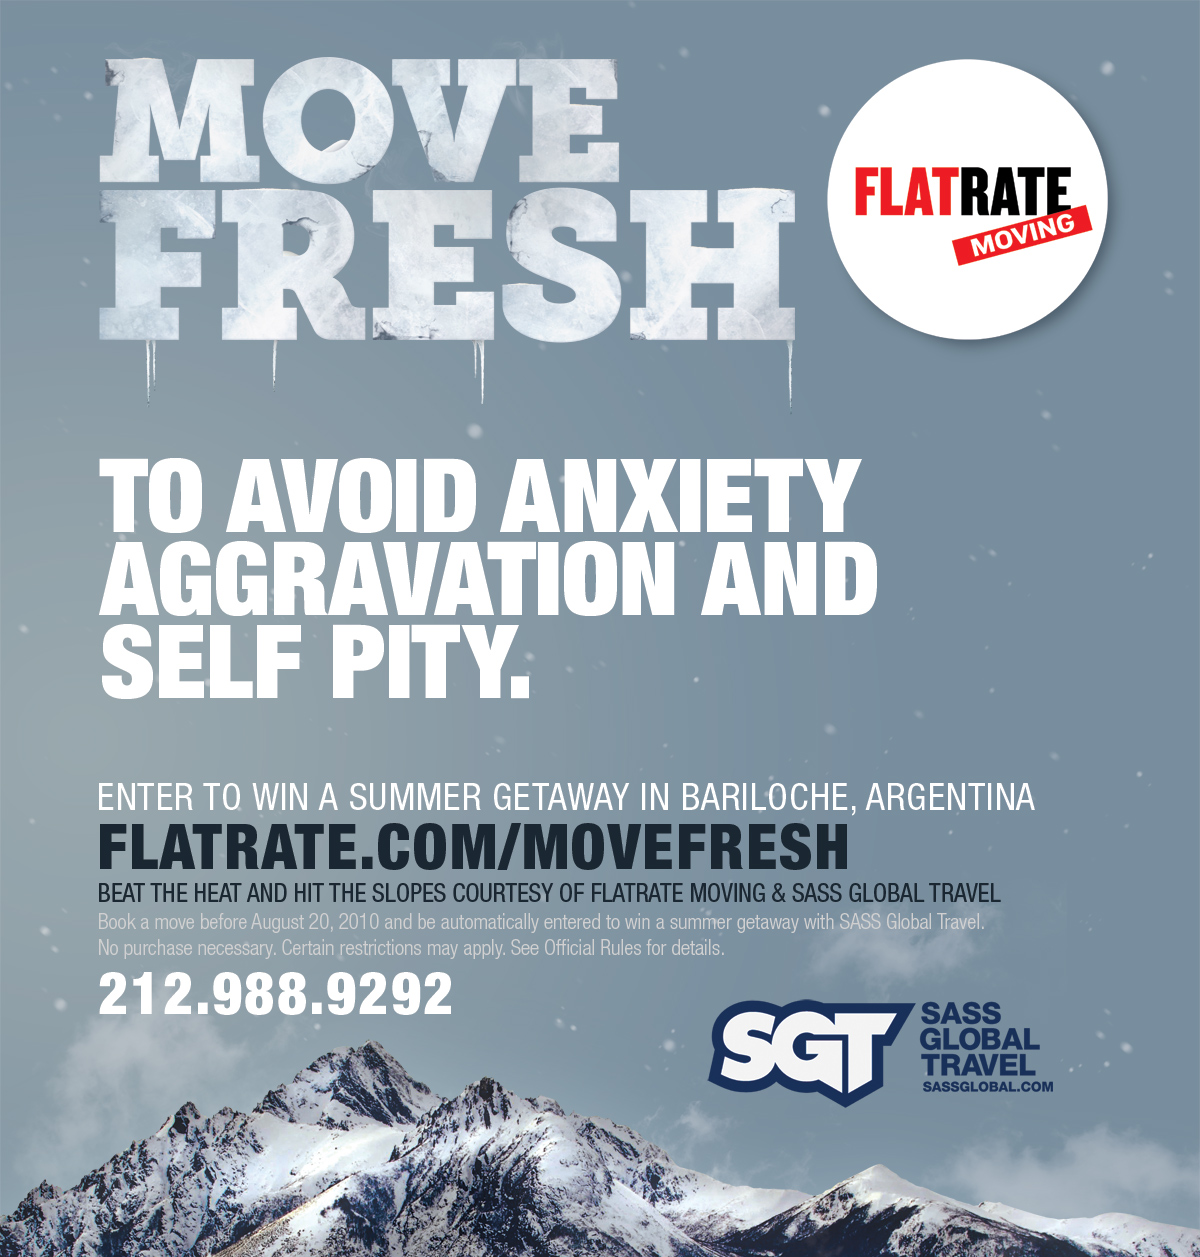 MOVE
FRESH
FLATRATE
MOVING
TO AVOID ANXIETY
AGGRAVATION AND
SELF PITY.
ENTER TO WIN A SUMMER GETAWAY IN BARILOCHE, ARGENTINA
FLATRATE.COM/MOVEFRESH
BEAT THE HEAT AND HIT THE SLOPES COURTESY OF FLATRATE MOVING & SASS GLOBAL TRAVEL
Book a move before August 20, 2010 and be automatically entered to win a summer getaway with SASS Global Travel.
No purchase necessary. Certain restrictions may apply. See Official Rules for details.
212.988.9292
SGT
SASS
GLOBAL
TRAVEL
SASSGLOBAL.COM